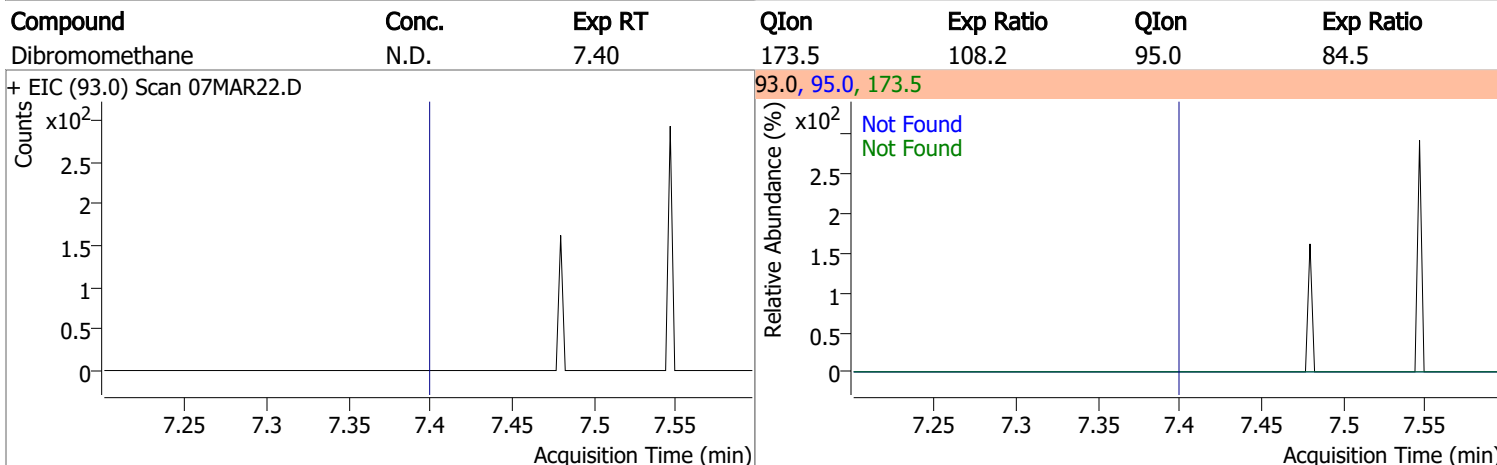 Compound Conc. Exp RT QIon Exp Ratio QIon Exp Ratio
Dibromomethane N.D. 7.40 173.5 108.2 95.0 84.5
+ EIC (93.0) Scan 07MAR22.D
Counts
x10²
2.5
2
1.5
1
0.5
0
7.25 7.3 7.35 7.4 7.45 7.5 7.55
Acquisition Time (min)
93.0, 95.0, 173.5
Relative Abundance (%)
x10²
Not Found
Not Found
2.5
2
1.5
1
0.5
0
7.25 7.3 7.35 7.4 7.45 7.5 7.55
Acquisition Time (min)